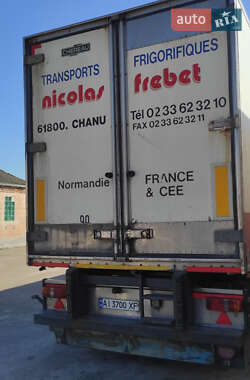 auto RIA
CHEREAU
TRANSPORTS
nicolas
61800. CHANU
Normandie
FRIGORIFIQUES
frebet
Tél 02 33 62 32 10
FAX 02 33 62 32 11
FRANCE
& CEE
AI 3700 XF